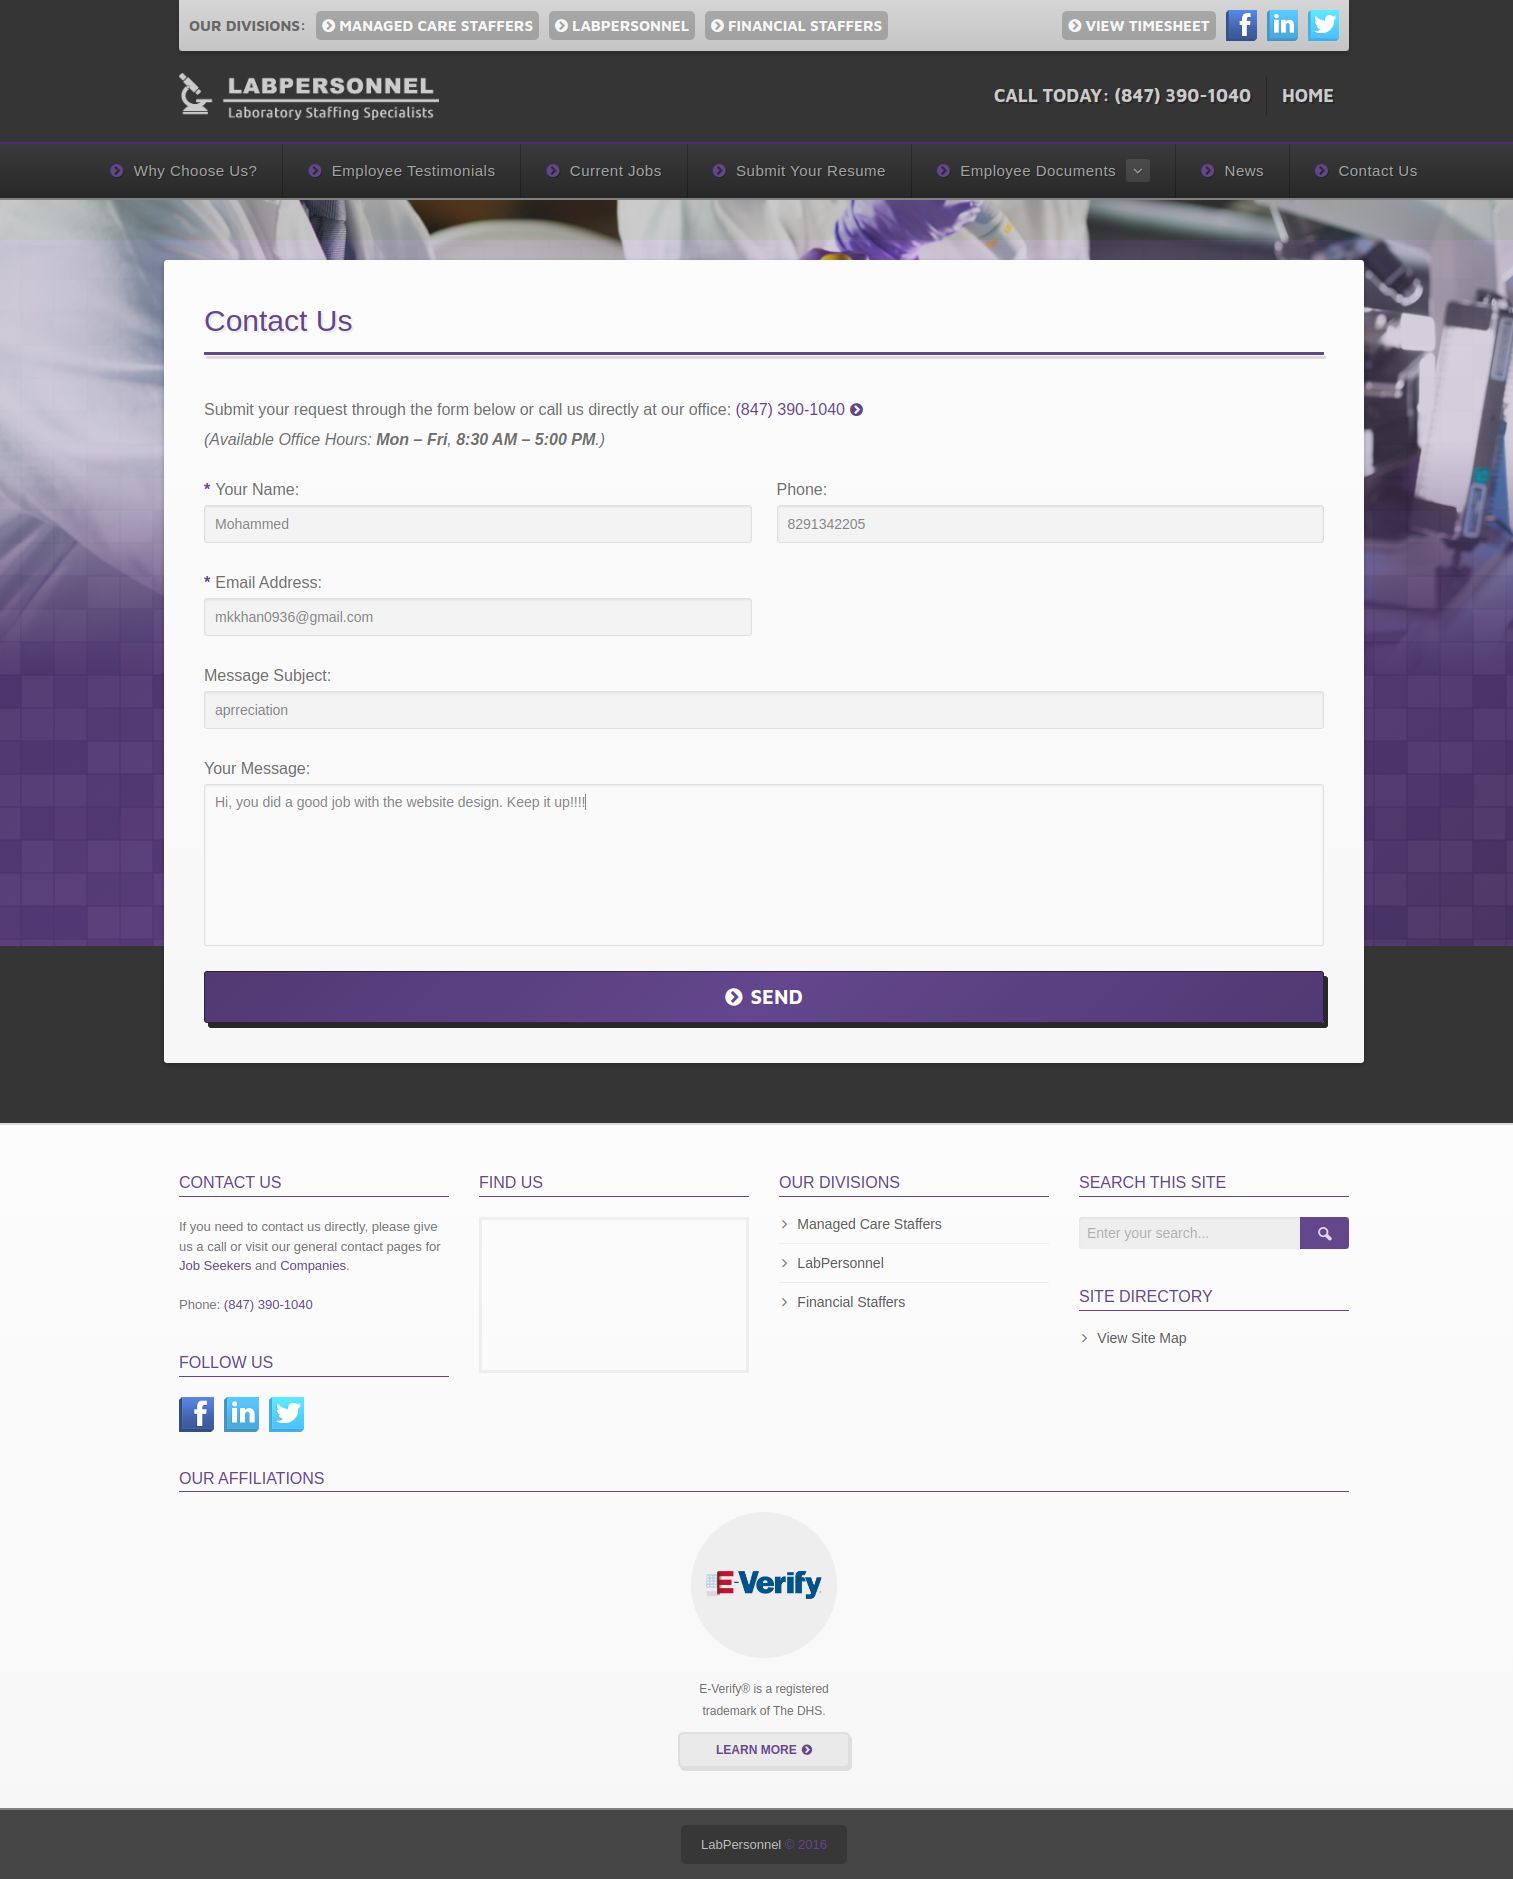 OUR DIVISIONS: MANAGED CARE STAFFERS LABPERSONNEL FINANCIAL STAFFERS VIEW TIMESHEET
LABPERSONNEL
Laboratory Staffing Specialists
CALL TODAY: (847) 390-1040 HOME
Why Choose Us? Employee Testimonials Current Jobs Submit Your Resume Employee Documents News Contact Us
Contact Us
Submit your request through the form below or call us directly at our office: (847) 390-1040
(Available Office Hours: Mon – Fri, 8:30 AM – 5:00 PM.)
* Your Name: Phone:
Mohammed 8291342205
* Email Address:
mkkhan0936@gmail.com
Message Subject:
aprreciation
Your Message:
Hi, you did a good job with the website design. Keep it up!!!!
SEND
CONTACT US
If you need to contact us directly, please give
us a call or visit our general contact pages for
Job Seekers and Companies.
Phone: (847) 390-1040
FOLLOW US
FIND US
OUR DIVISIONS
Managed Care Staffers
LabPersonnel
Financial Staffers
SEARCH THIS SITE
Enter your search...
SITE DIRECTORY
View Site Map
OUR AFFILIATIONS
E-Verify
E-Verify® is a registered
trademark of The DHS.
LEARN MORE
LabPersonnel © 2016